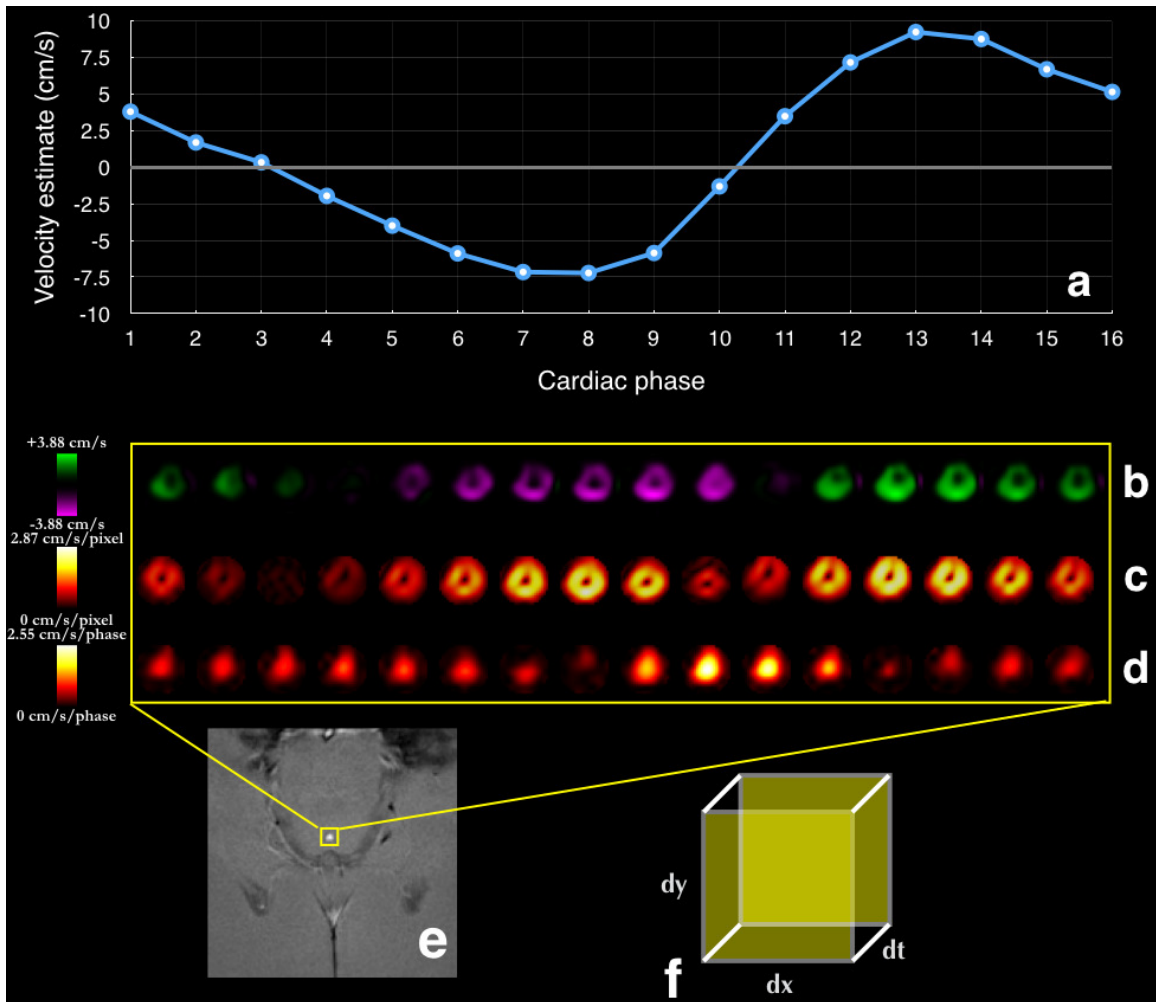 10
7.5
5
2.5
0
-2.5
-5
-7.5
-10
Velocity estimate (cm/s)
a
1 2 3 4 5 6 7 8 9 10 11 12 13 14 15 16
Cardiac phase
+3.88 cm/s
-3.88 cm/s
b
2.87 cm/s/pixel
0 cm/s/pixel
c
2.55 cm/s/phase
0 cm/s/phase
d
e
dy
dt
dx
f